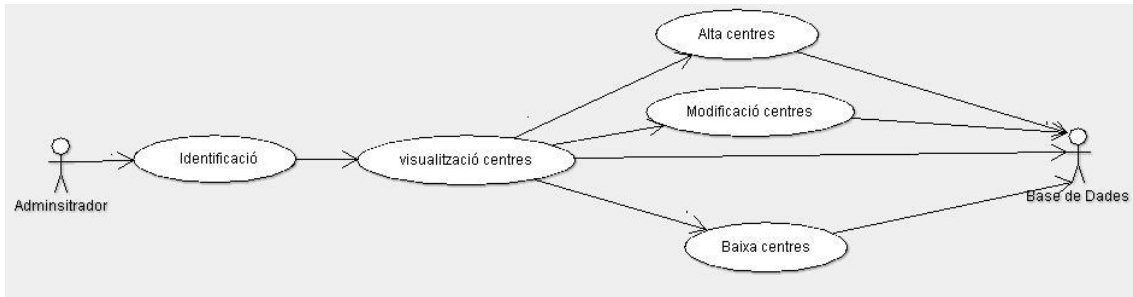 Alta centres
Modificació centres
Identificació
visualització centres
Adminsitrador
Base de Dades
Baixa centres